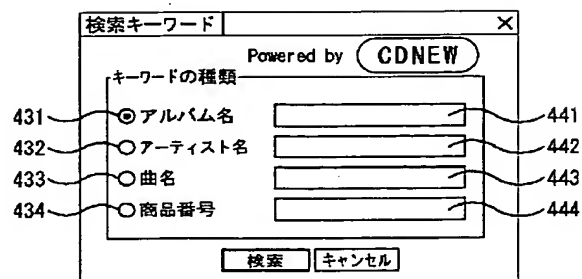 検索キーワード ×
Powered by CDNEW
キーワードの種類
431 アルバム名 441
432 アーティスト名 442
433 曲名 443
434 商品番号 444
検索 キャンセル